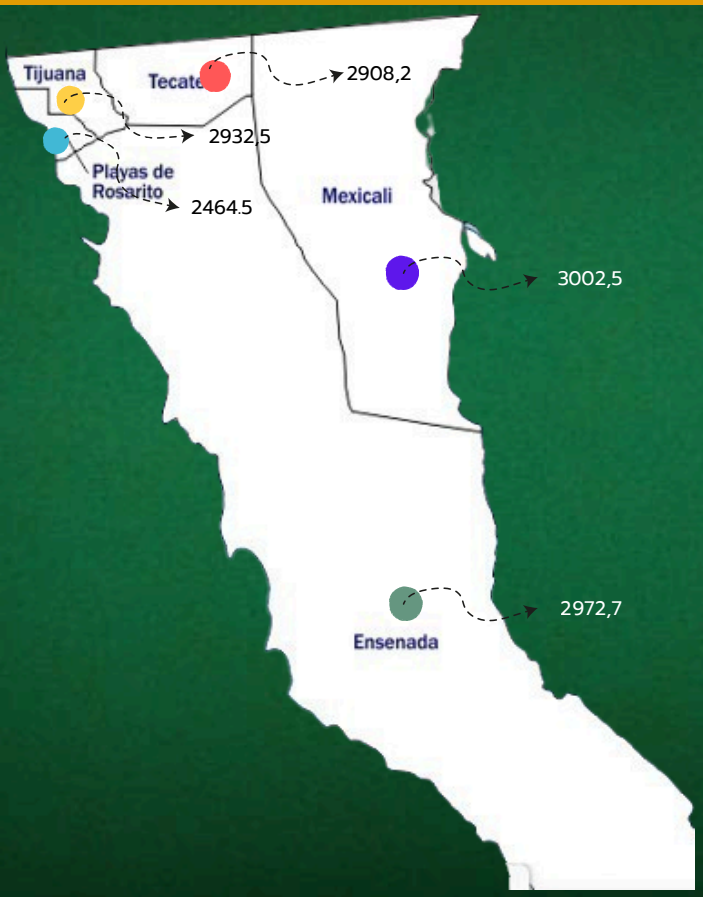 Tijuana
Tecate
2908,2
2932,5
Playas de
Rosarito
2464.5
Mexicali
3002,5
2972,7
Ensenada